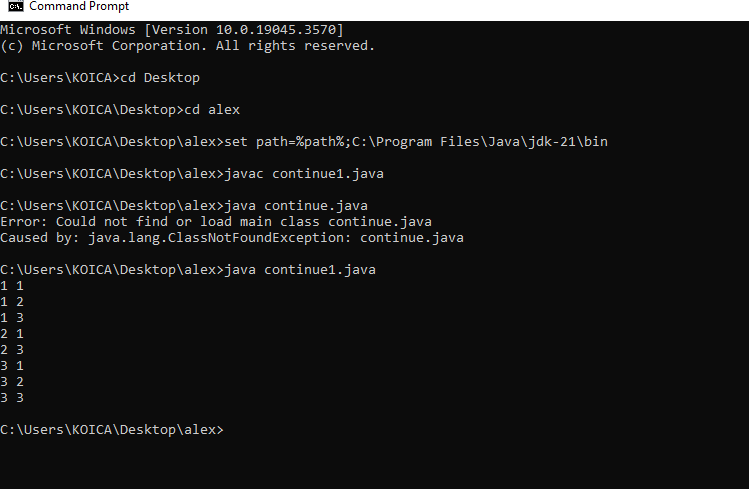 Command Prompt
Microsoft Windows [Version 10.0.19045.3570]
(c) Microsoft Corporation. All rights reserved.
C:\Users\KOICA>cd Desktop
C:\Users\KOICA\Desktop>cd alex
C:\Users\KOICA\Desktop\alex>set path=%path%;C:\Program Files\Java\jdk-21\bin
C:\Users\KOICA\Desktop\alex>javac continue1.java
C:\Users\KOICA\Desktop\alex>java continue.java
Error: Could not find or load main class continue.java
Caused by: java.lang.ClassNotFoundException: continue.java
C:\Users\KOICA\Desktop\alex>java continue1.java
1 1
1 2
1 3
2 1
2 3
3 1
3 2
3 3
C:\Users\KOICA\Desktop\alex>